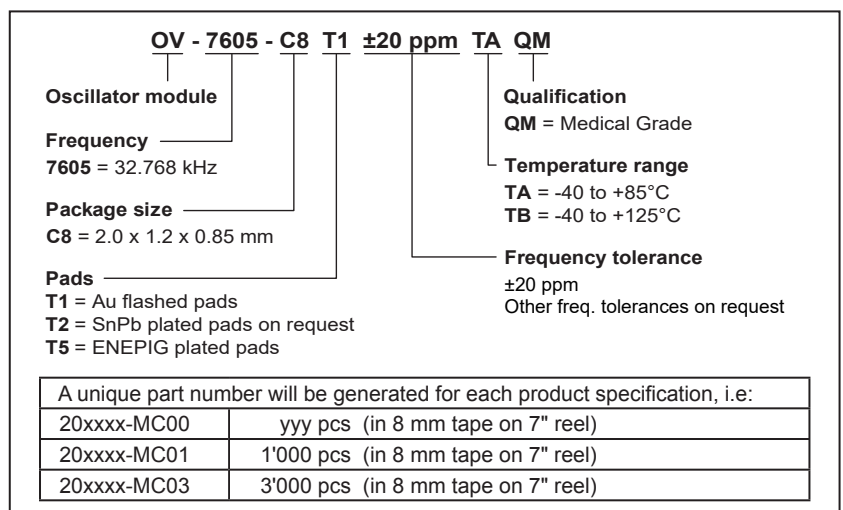 OV - 7605 - C8 T1 ±20 ppm TA QM
Oscillator module
Frequency
7605 = 32.768 kHz
Package size
C8 = 2.0 x 1.2 x 0.85 mm
Pads
T1 = Au flashed pads
T2 = SnPb plated pads on request
T5 = ENEPIG plated pads
Qualification
QM = Medical Grade
Temperature range
TA = -40 to +85°C
TB = -40 to +125°C
Frequency tolerance
±20 ppm
Other freq. tolerances on request
A unique part number will be generated for each product specification, i.e:
20xxxx-MC00 yyy pcs (in 8 mm tape on 7" reel)
20xxxx-MC01 1'000 pcs (in 8 mm tape on 7" reel)
20xxxx-MC03 3'000 pcs (in 8 mm tape on 7" reel)